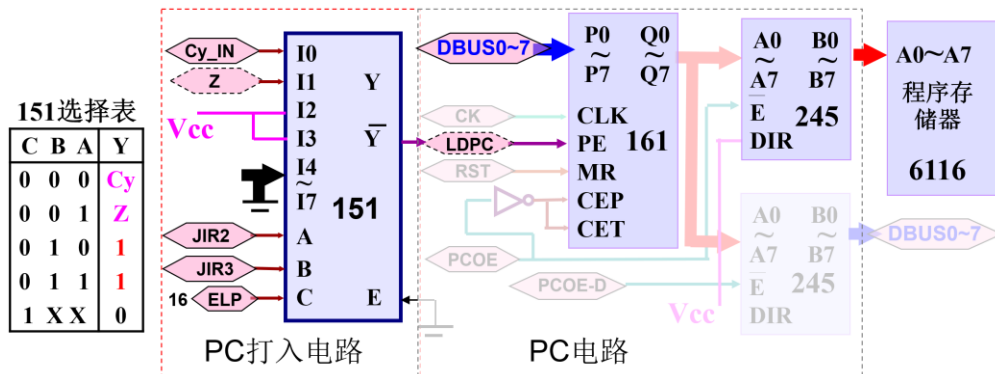 151选择表
C B A Y
0 0 0 Cy
0 0 1 Z
0 1 0 1
0 1 1 1
1 X X 0
Cy_IN
Z
Vcc
JIR2
JIR3
16 ELP
I0
I1 Y
I2
I3 Y
I4
~
I7
151
A
B
C E
PC打入电路
DBUS0~7
CK
LDPC
RST
PCOE
PCOE-D
P0 Q0
~ ~
P7 Q7
CLK
PE 161
MR
CEP
CET
A0 B0
~ ~
A7 B7
E
245
DIR
A0~A7
程序存
储器
6116
A0 B0
~ ~
A7 B7
E
245
DIR
Vcc
DBUS0~7
PC电路